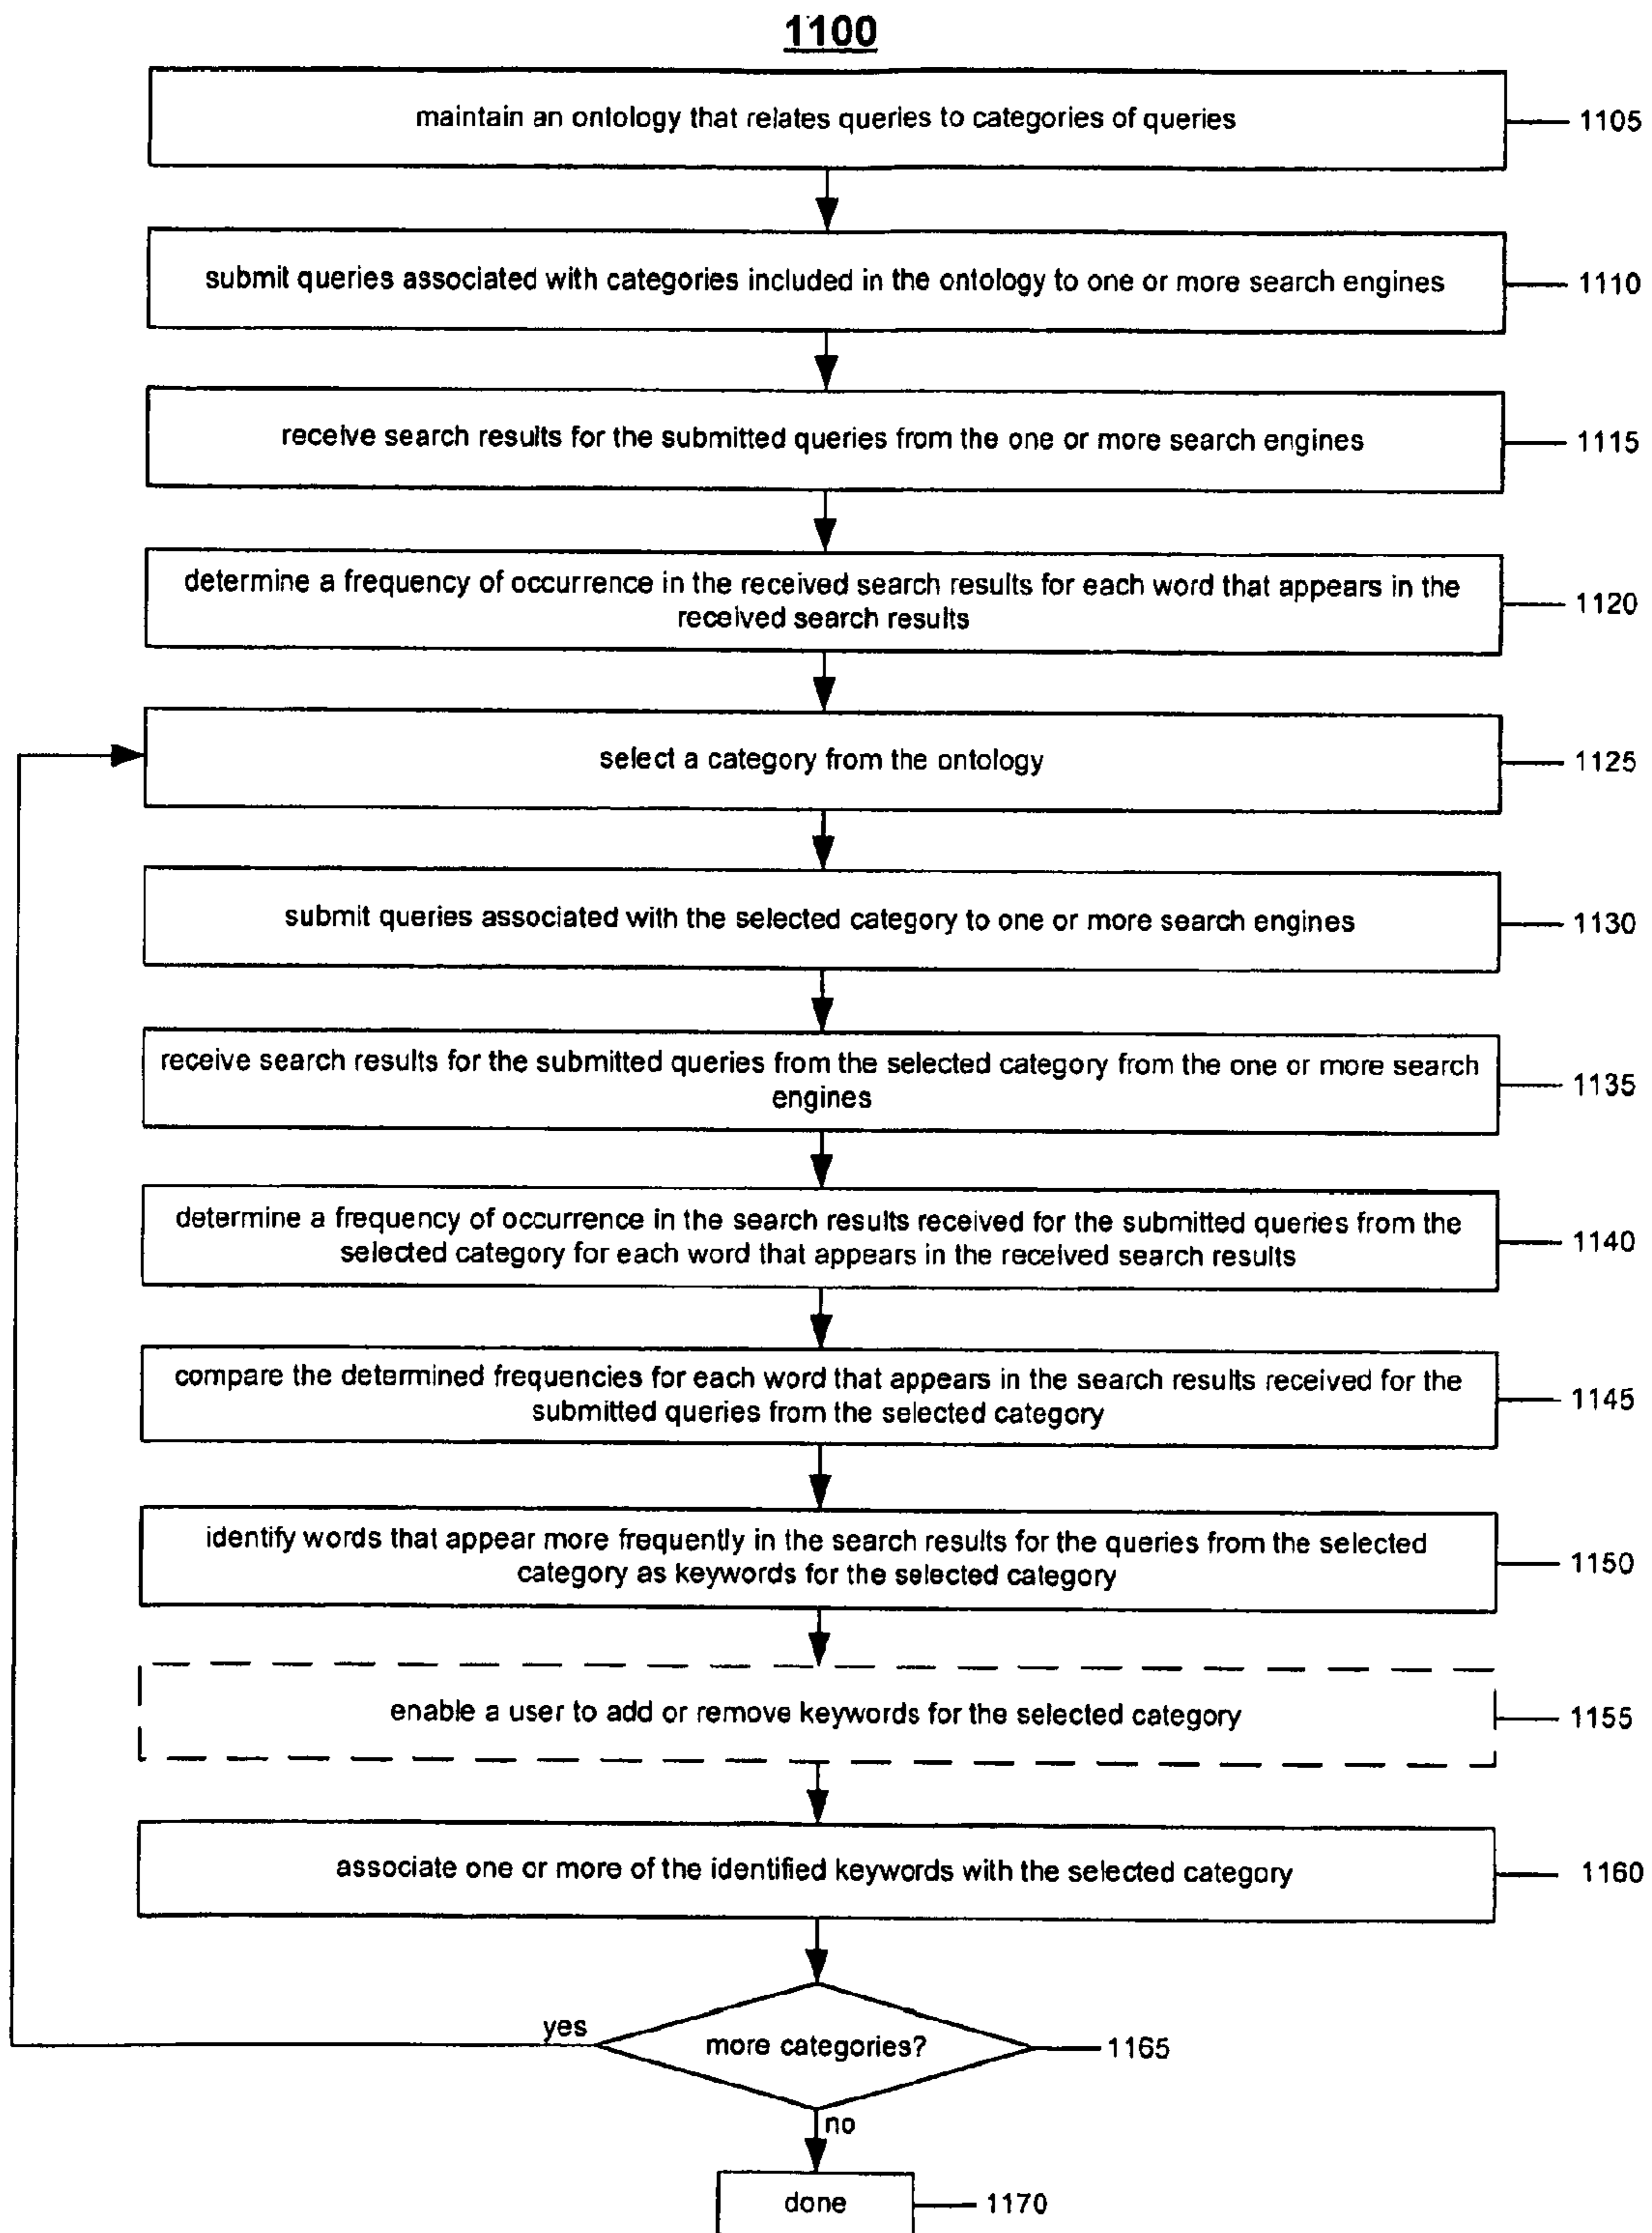 1100
maintain an ontology that relates queries to categories of queries
1105
submit queries associated with categories included in the ontology to one or more search engines
1110
receive search results for the submitted queries from the one or more search engines
1115
determine a frequency of occurrence in the received search results for each word that appears in the
received search results
1120
select a category from the ontology
1125
submit queries associated with the selected category to one or more search engines
1130
receive search results for the submitted queries from the selected category from the one or more search
engines
1135
determine a frequency of occurrence in the search results received for the submitted queries from the
selected category for each word that appears in the received search results
1140
compare the determined frequencies for each word that appears in the search results received for the
submitted queries from the selected category
1145
identify words that appear more frequently in the search results for the queries from the selected
category as keywords for the selected category
1150
enable a user to add or remove keywords for the selected category
1155
associate one or more of the identified keywords with the selected category
1160
yes
more categories?
1165
no
done
1170